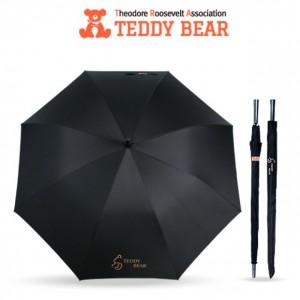 Theodore Roosevelt Association
TEDDY BEAR
TEDDY
BEAR